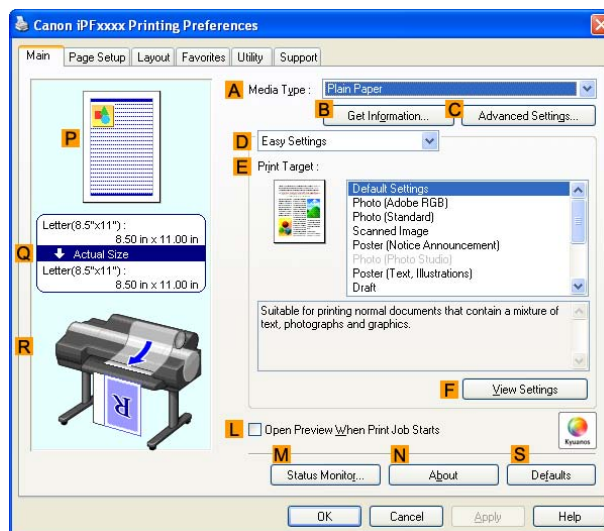 Canon iPFxxxx Printing Preferences
Main Page Setup Layout Favorites Utility Support
P
A Media Type : Plain Paper
B Get Information... C Advanced Settings...
D Easy Settings
E Print Target :
Default Settings
Photo (Adobe RGB)
Photo (Standard)
Scanned Image
Poster (Notice Announcement)
Photo (Photo Studio)
Poster (Text, Illustrations)
Draft
Letter(8.5"x11") :
8.50 in x 11.00 in
Q Actual Size
Letter(8.5"x11") :
8.50 in x 11.00 in
Suitable for printing normal documents that contain a mixture of
text, photographs and graphics.
R
R
F View Settings
L Open Preview When Print Job Starts
Kyuanos
M N S
Status Monitor... About Defaults
OK Cancel Apply Help